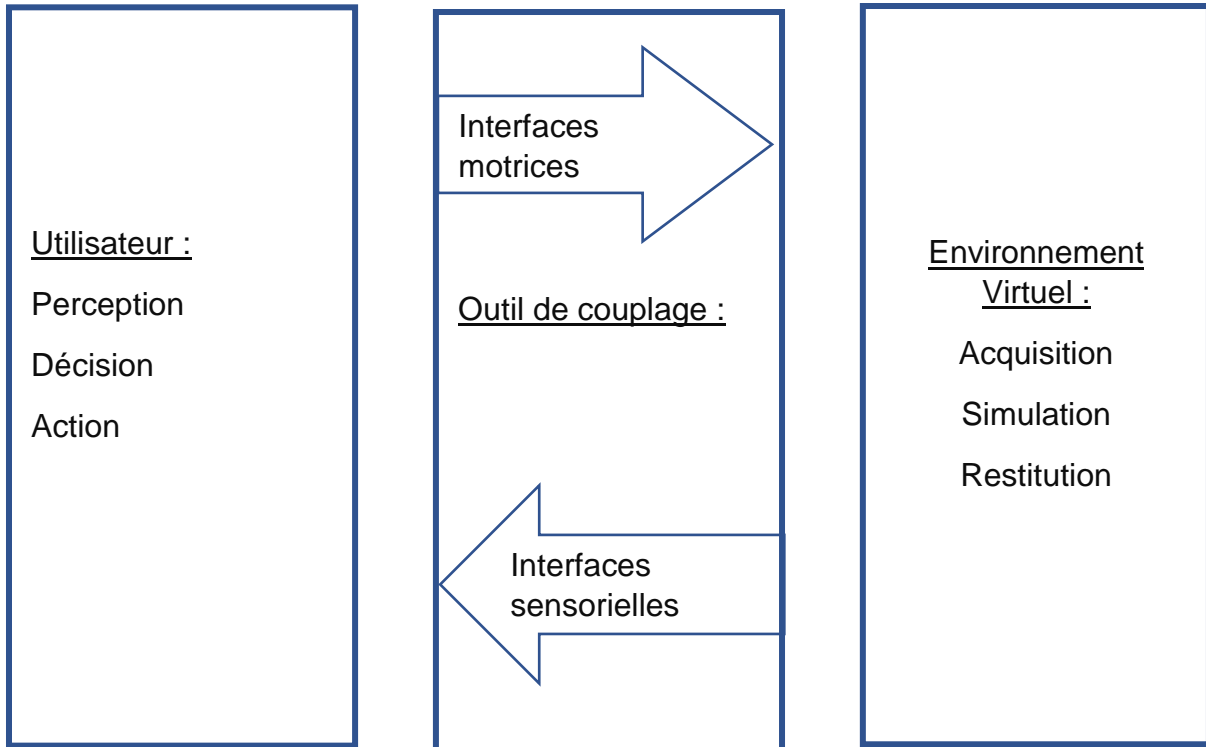 Utilisateur :
Perception
Décision
Action
Interfaces
motrices
Outil de couplage :
Interfaces
sensorielles
Environnement
Virtuel :
Acquisition
Simulation
Restitution